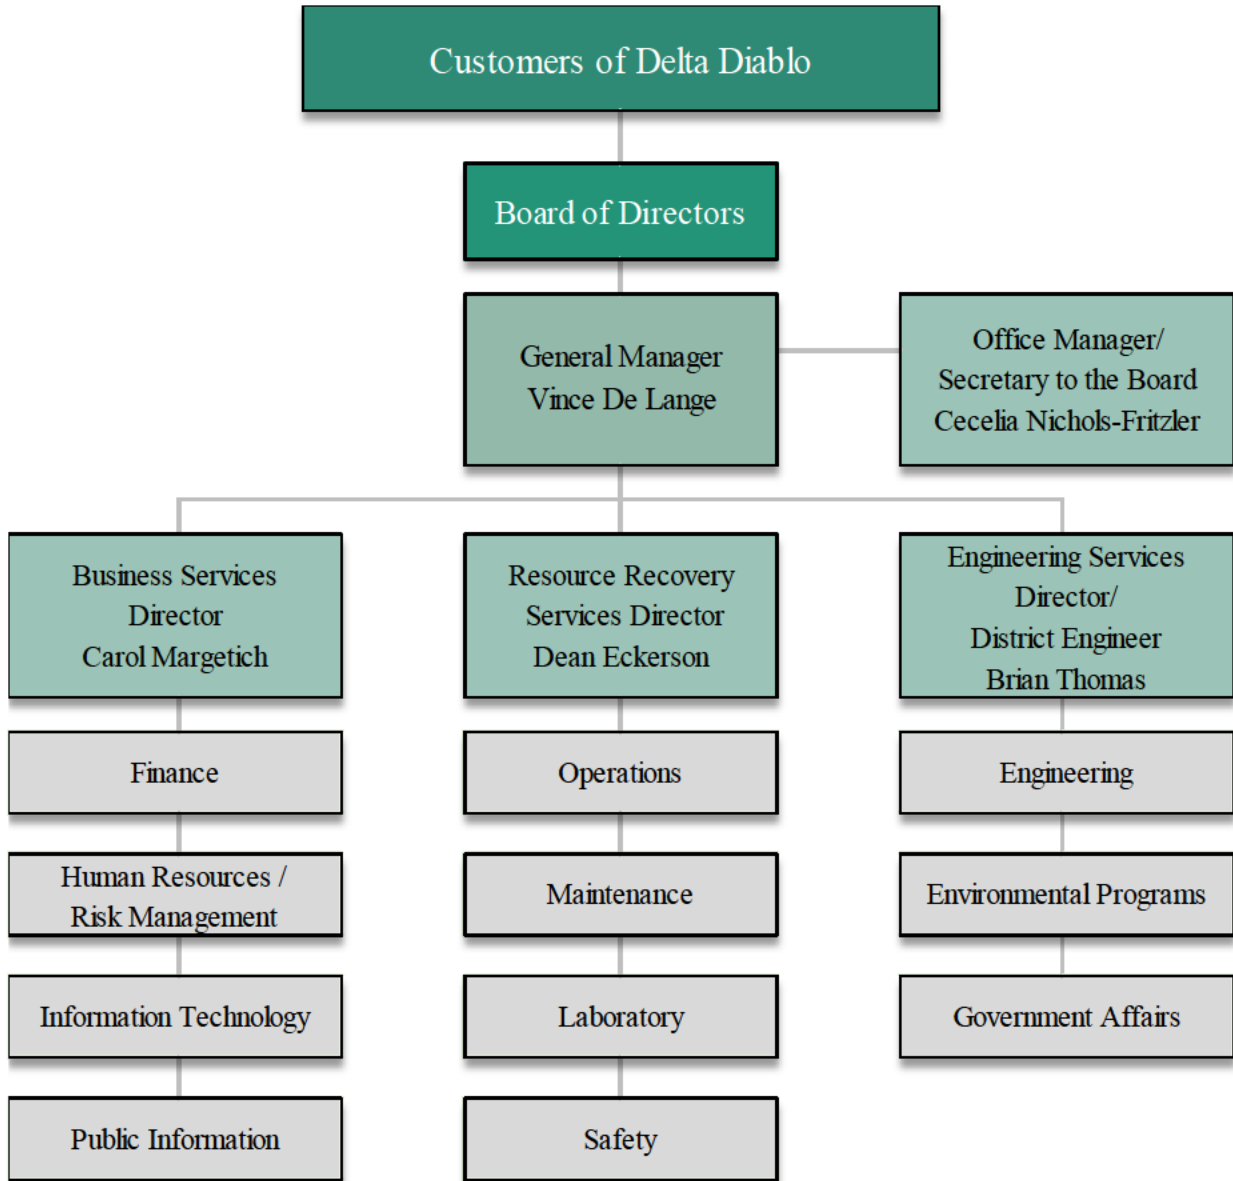 Customers of Delta Diablo
Board of Directors
General Manager
Vince De Lange
Office Manager/
Secretary to the Board
Cecelia Nichols-Fritzler
Business Services
Director
Carol Margetich
Resource Recovery
Services Director
Dean Eckerson
Engineering Services
Director/
District Engineer
Brian Thomas
Finance
Operations
Engineering
Human Resources /
Risk Management
Maintenance
Environmental Programs
Information Technology
Laboratory
Government Affairs
Public Information
Safety